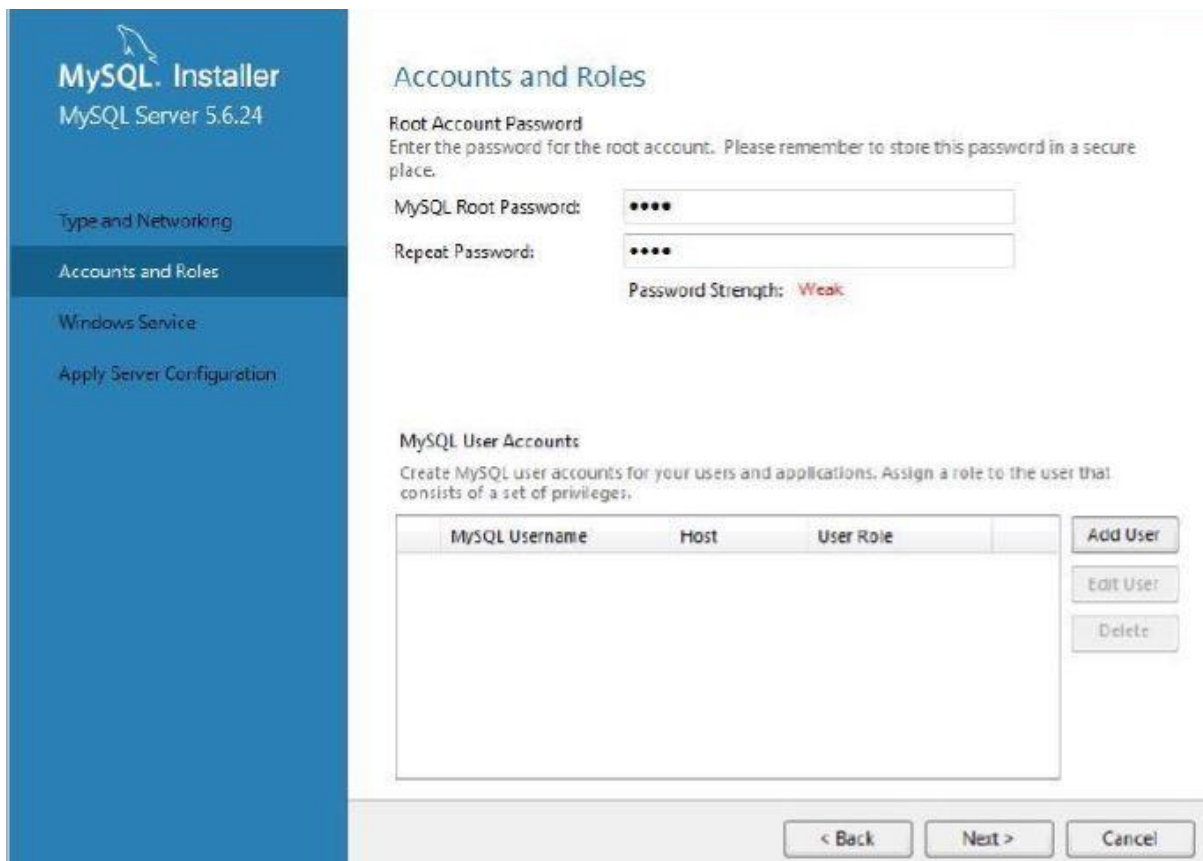 MySQL. Installer
MySQL Server 5.6.24
Type and Networking
Accounts and Roles
Windows Service
Apply Server Configuration
Accounts and Roles
Root Account Password
Enter the password for the root account. Please remember to store this password in a secure
place.
MySQL Root Password: ●●●●
Repeat Password: ●●●●
Password Strength: Weak
MySQL User Accounts
Create MySQL user accounts for your users and applications. Assign a role to the user that
consists of a set of privileges.
MySQL Username Host User Role
Add User
Edit User
Delete
< Back Next > Cancel